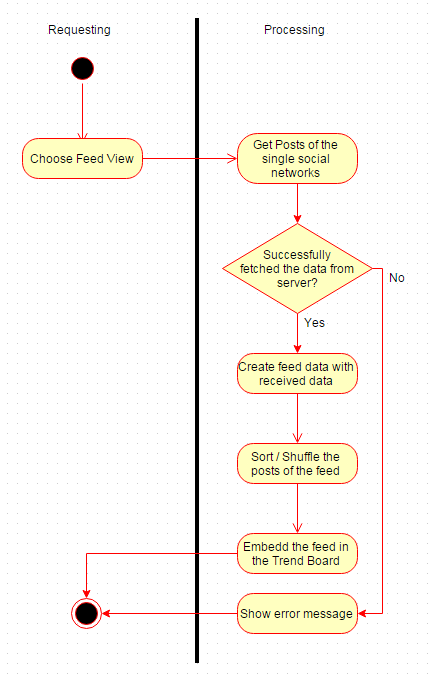 Requesting
Processing
Choose Feed View
Get Posts of the
single social
networks
Successfully
fetched the data from
server?
No
Yes
Create feed data with
received data
Sort / Shuffle the
posts of the feed
Embedd the feed in
the Trend Board
Show error message